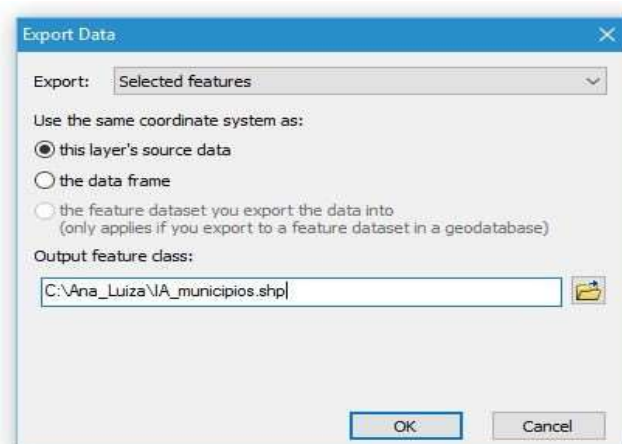 Export Data
Export: Selected features
Use the same coordinate system as:
this layer's source data
the data frame
the feature dataset you export the data into
(only applies if you export to a feature dataset in a geodatabase)
Output feature class:
C:\Ana_Luiza\IA_municipios.shp
OK Cancel